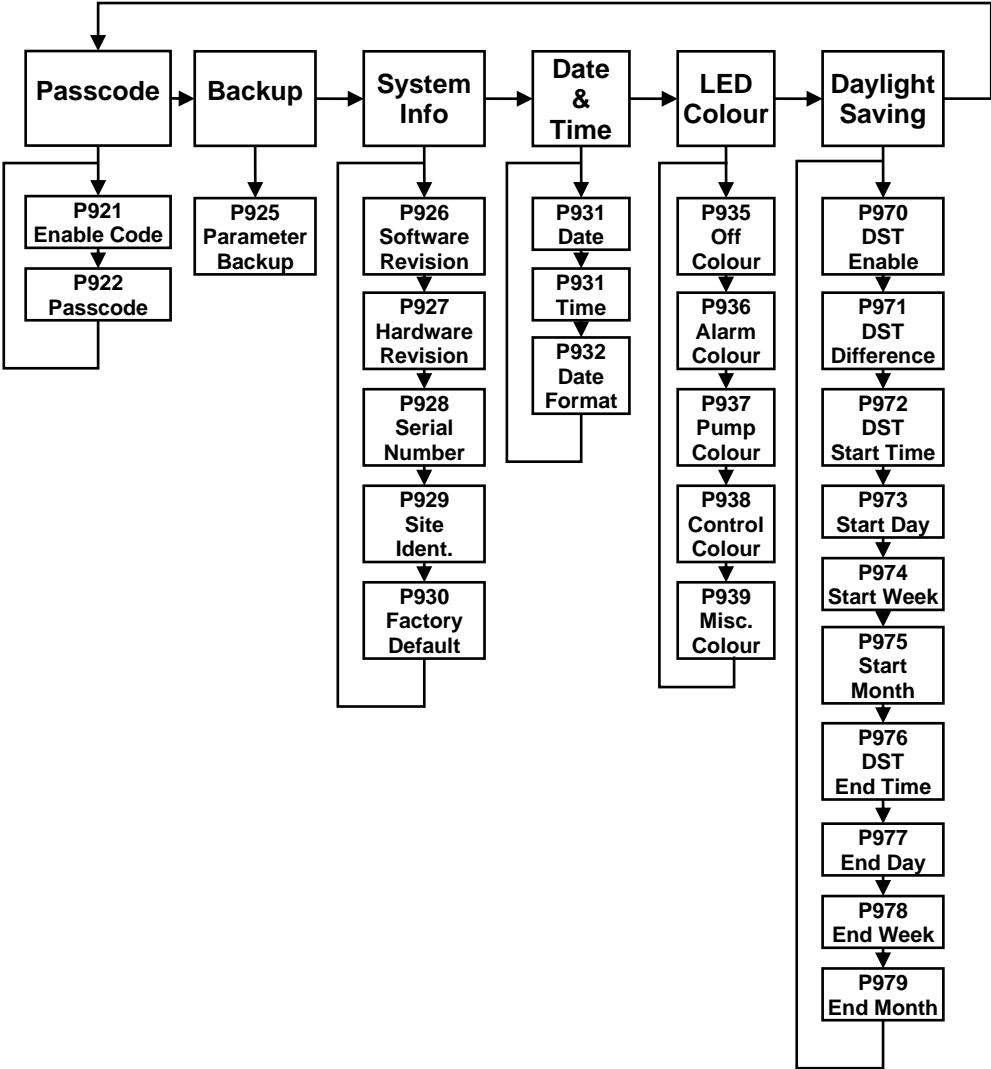 Passcode
Backup
System
Info
Date
&
Time
LED
Colour
Daylight
Saving
P921
Enable Code
P922
Passcode
P925
Parameter
Backup
P926
Software
Revision
P927
Hardware
Revision
P928
Serial
Number
P929
Site
Ident.
P930
Factory
Default
P931
Date
P931
Time
P932
Date
Format
P935
Off
Colour
P936
Alarm
Colour
P937
Pump
Colour
P938
Control
Colour
P939
Misc.
Colour
P970
DST
Enable
P971
DST
Difference
P972
DST
Start Time
P973
Start Day
P974
Start Week
P975
Start
Month
P976
DST
End Time
P977
End Day
P978
End Week
P979
End Month